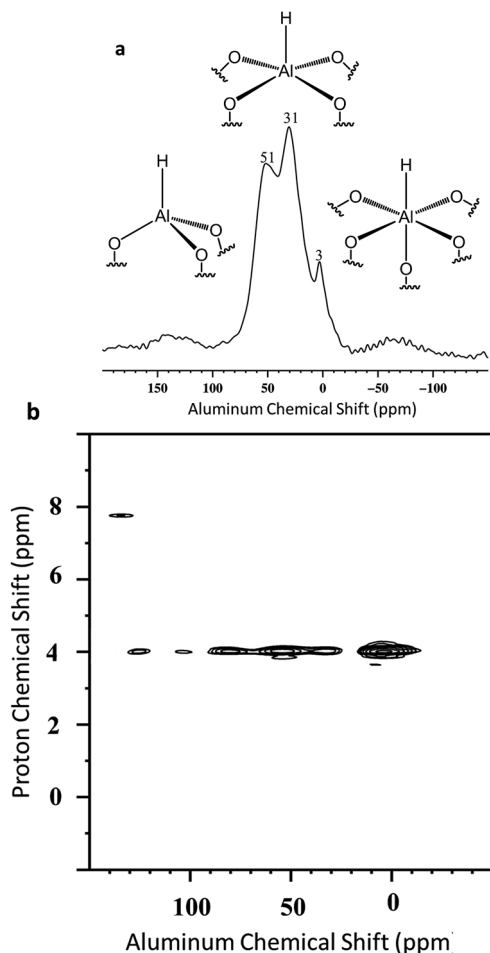 a
H
O O
Al
O O
31
51
H
Al
O O
O
3
H
O O
Al
O O
O
150 100 50 0 −50 −100
Aluminum Chemical Shift (ppm)
b
8
6
4
2
0
Proton Chemical Shift (ppm)
100 50 0
Aluminum Chemical Shift (ppm)